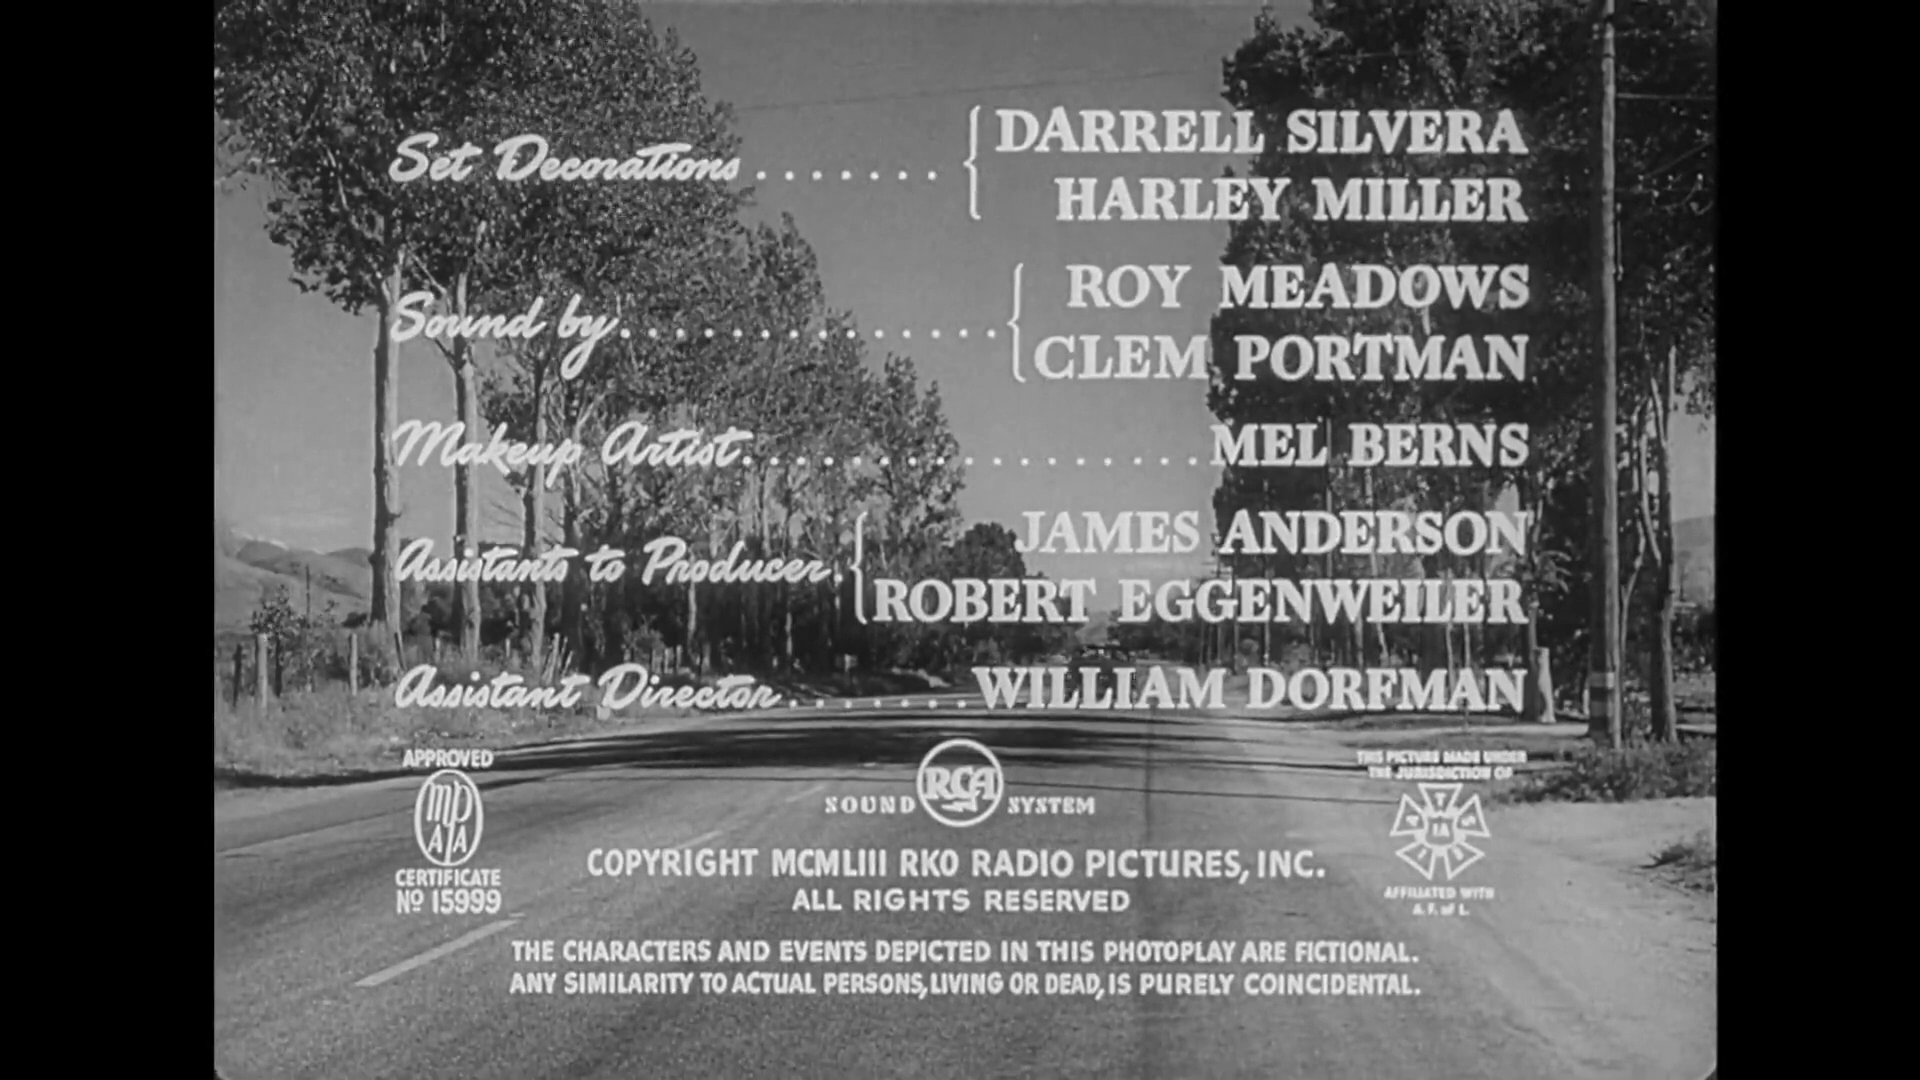 Set Decorations ....... { DARRELL SILVERA
HARLEY MILLER
Sound by .............. { ROY MEADOWS
CLEM PORTMAN
Makeup Artist ................. MEL BERNS
Assistants to Producer . { JAMES ANDERSON
ROBERT EGGENWEILER
Assistant Director ....... WILLIAM DORFMAN
APPROVED
MPAA
CERTIFICATE
Nº 15999
SOUND RCA SYSTEM
THIS PICTURE MADE UNDER
THE JURISDICTION OF
IATSE
AFFILIATED WITH
A.F. of L.
COPYRIGHT MCMLIII RKO RADIO PICTURES, INC.
ALL RIGHTS RESERVED
THE CHARACTERS AND EVENTS DEPICTED IN THIS PHOTOPLAY ARE FICTIONAL.
ANY SIMILARITY TO ACTUAL PERSONS, LIVING OR DEAD, IS PURELY COINCIDENTAL.